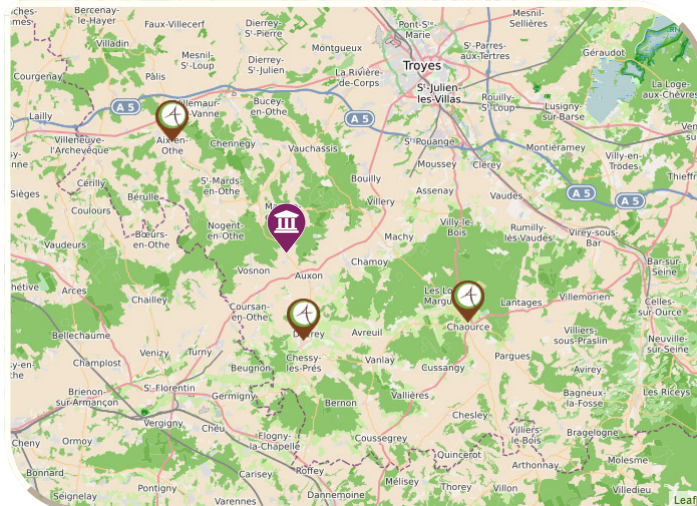 Bercenay-
le-Hayer
Faux-Villecerf
Dierrey-
St-Pierre
Pont-Ste-
Marie
Mesnil-
Sellières
Villadin
Mesnil-
St-Loup
Dierrey-
St-Julien
Montgueux
Troyes
St-Parres-
aux-Tertres
Géraudot
Courgenay
Pâlis
La Rivière-
de-Corps
St-Julien-
les-Villas
La Loge-
aux-Chèvres
Lailly
A 5
Bucey-
en-Othe
A 5
Rouilly-
St-Loup
Lusigny-
sur-Barse
Villeneuve-
l'Archevêque
Aix-en-
Othe
Chennegy
Vauchassis
Moussey
Clérey
Montiéramey
Villy-en-
Trodes
Sièges
Cérilly
Bérulle
St-Mards-
en-Othe
Bouilly
Assenay
Vaudes
A 5
A 5
Coulours
Villery
Villy-le-
Bois
Rumilly-
lès-Vaudes
Virey-sous-
Bar
Vaudeurs
Bœurs-
en-Othe
Nogent-
en-Othe
Machy
Bar-sur-
Seine
Vosnon
Auxon
Chamoy
Arces
Chailley
Coursan-
en-Othe
Lantages
Villemorien
Celles-
sur-Ource
Bellechaume
Avreuil
Chaource
Villiers-
sous-Praslin
Neuville-
sur-Seine
Champlost
Venizy
Turny
Beugnon
Chessy-
les-Prés
Vanlay
Cussangy
Pargues
Avirey
Brienon-
sur-Armançon
St-Florentin
Germigny
Bernon
Vallières
Bagneux-
la-Fosse
Les Riceys
Vergigny
Chéu
Chesley
Cheny
Ormoy
Flogny-
la-Chapelle
Coussegrey
Villiers-
le-Bois
Bragelogne
Quincerot
Molesme
Bonnard
Carisey
Roffey
Arthonnay
Seignelay
Pontigny
Varennes
Dannemoine
Mélisey
Thorey
Villon
Villedieu
Leaf